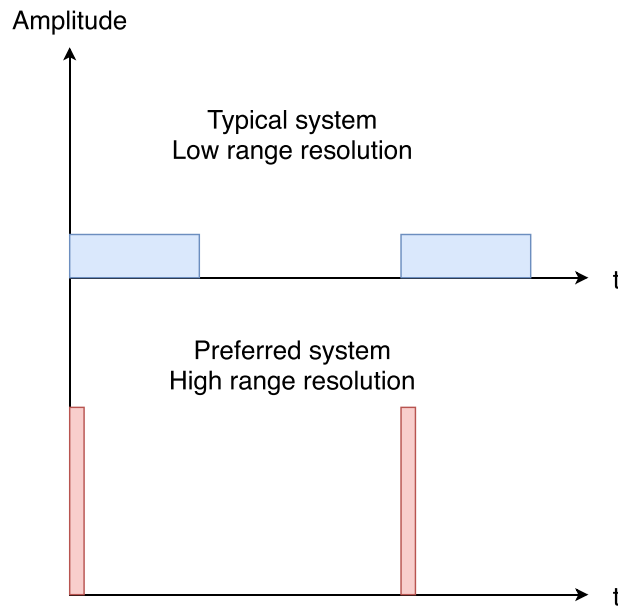 Amplitude
Typical system
Low range resolution
t
Preferred system
High range resolution
t